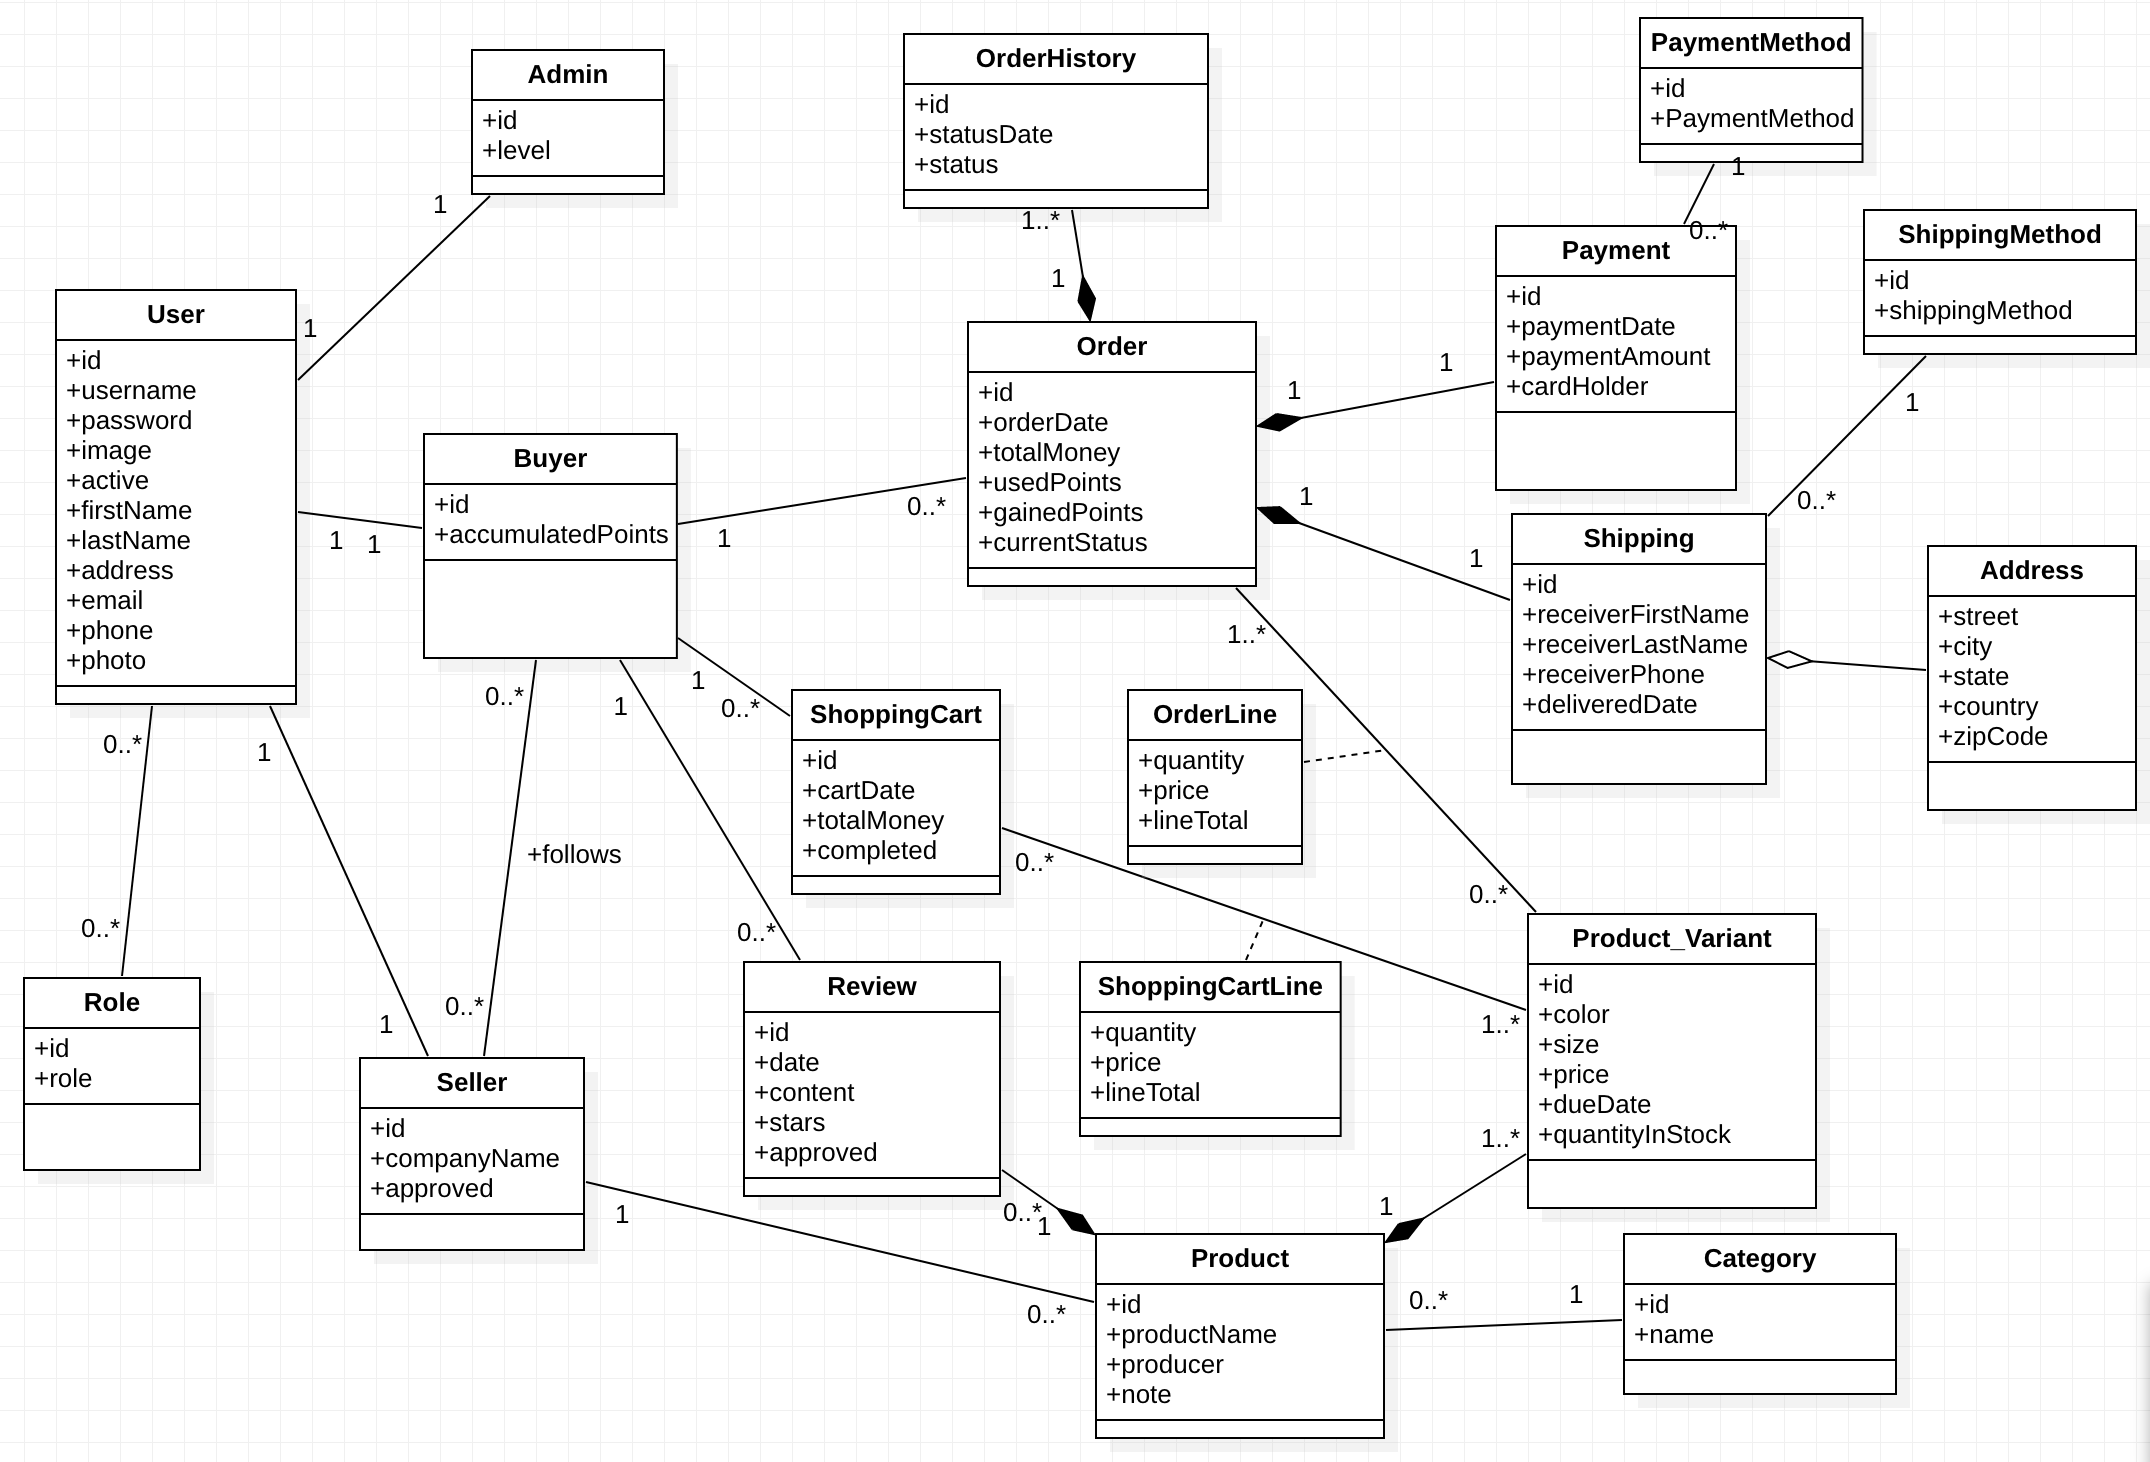 Admin
+id
+level
1
1
OrderHistory
+id
+statusDate
+status
1..*
1
PaymentMethod
+id
+PaymentMethod
1
0..*
ShippingMethod
+id
+shippingMethod
1
0..*
User
+id
+username
+password
+image
+active
+firstName
+lastName
+address
+email
+phone
+photo
1
1
Buyer
+id
+accumulatedPoints
1
0..*
Order
+id
+orderDate
+totalMoney
+usedPoints
+gainedPoints
+currentStatus
1
1
Payment
+id
+paymentDate
+paymentAmount
+cardHolder
1
1
Shipping
+id
+receiverFirstName
+receiverLastName
+receiverPhone
+deliveredDate
Address
+street
+city
+state
+country
+zipCode
0..*
0..*
1
1
0..*
+follows
0..*
1
0..*
1
0..*
ShoppingCart
+id
+cartDate
+totalMoney
+completed
0..*
1..*
OrderLine
+quantity
+price
+lineTotal
1..*
0..*
Role
+id
+role
Seller
+id
+companyName
+approved
1
0..*
Review
+id
+date
+content
+stars
+approved
0..*
1
ShoppingCartLine
+quantity
+price
+lineTotal
Product_Variant
+id
+color
+size
+price
+dueDate
+quantityInStock
1..*
1
Product
+id
+productName
+producer
+note
0..*
1
Category
+id
+name